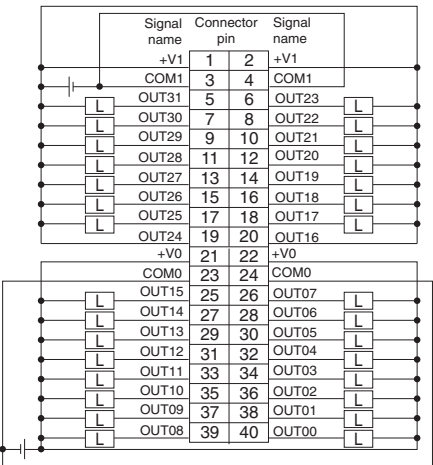 Signal name Connector pin Signal name
+V1 1 2 +V1
COM1 3 4 COM1
L OUT31 5 6 OUT23 L
L OUT30 7 8 OUT22 L
L OUT29 9 10 OUT21 L
L OUT28 11 12 OUT20 L
L OUT27 13 14 OUT19 L
L OUT26 15 16 OUT18 L
L OUT25 17 18 OUT17 L
OUT24 19 20 OUT16
+V0 21 22 +V0
COM0 23 24 COM0
L OUT15 25 26 OUT07 L
L OUT14 27 28 OUT06 L
L OUT13 29 30 OUT05 L
L OUT12 31 32 OUT04 L
L OUT11 33 34 OUT03 L
L OUT10 35 36 OUT02 L
L OUT09 37 38 OUT01 L
L OUT08 39 40 OUT00 L